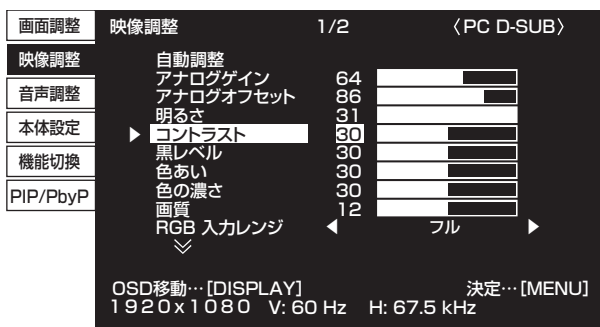 画面調整
映像調整
音声調整
本体設定
機能切換
PIP/PbyP
映像調整 1/2 〈PC D-SUB〉
自動調整
アナログゲイン 64
アナログオフセット 86
明るさ 31
コントラスト 30
黒レベル 30
色あい 30
色の濃さ 30
画質 12
RGB 入力レンジ フル
OSD移動…[DISPLAY] 決定…[MENU]
1920x1080 V: 60 Hz H: 67.5 kHz